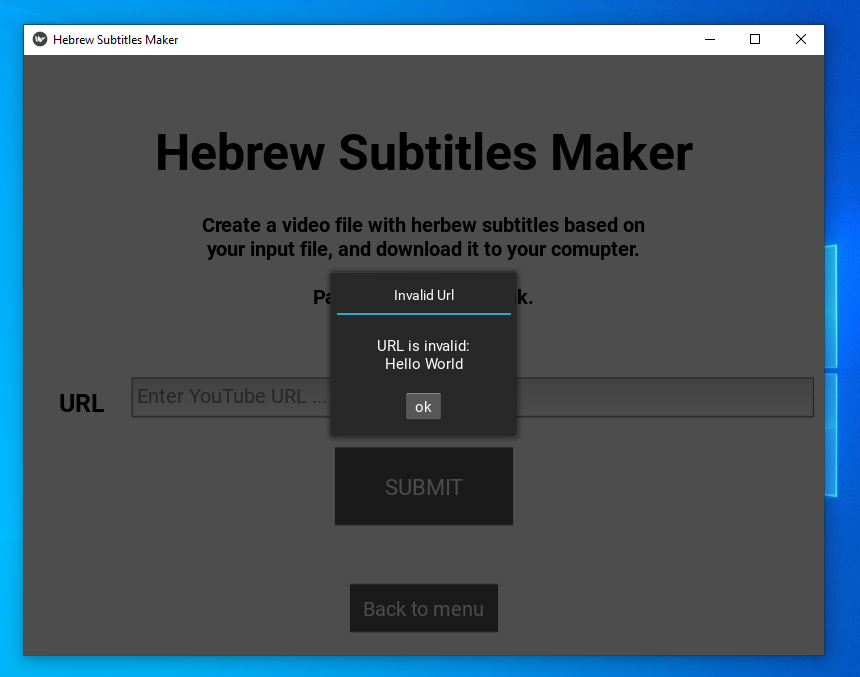 Hebrew Subtitles Maker
Hebrew Subtitles Maker
Create a video file with herbew subtitles based on
your input file, and download it to your comupter.
Invalid Url
URL is invalid:
Hello World
ok
URL
Enter YouTube URL ...
SUBMIT
Back to menu